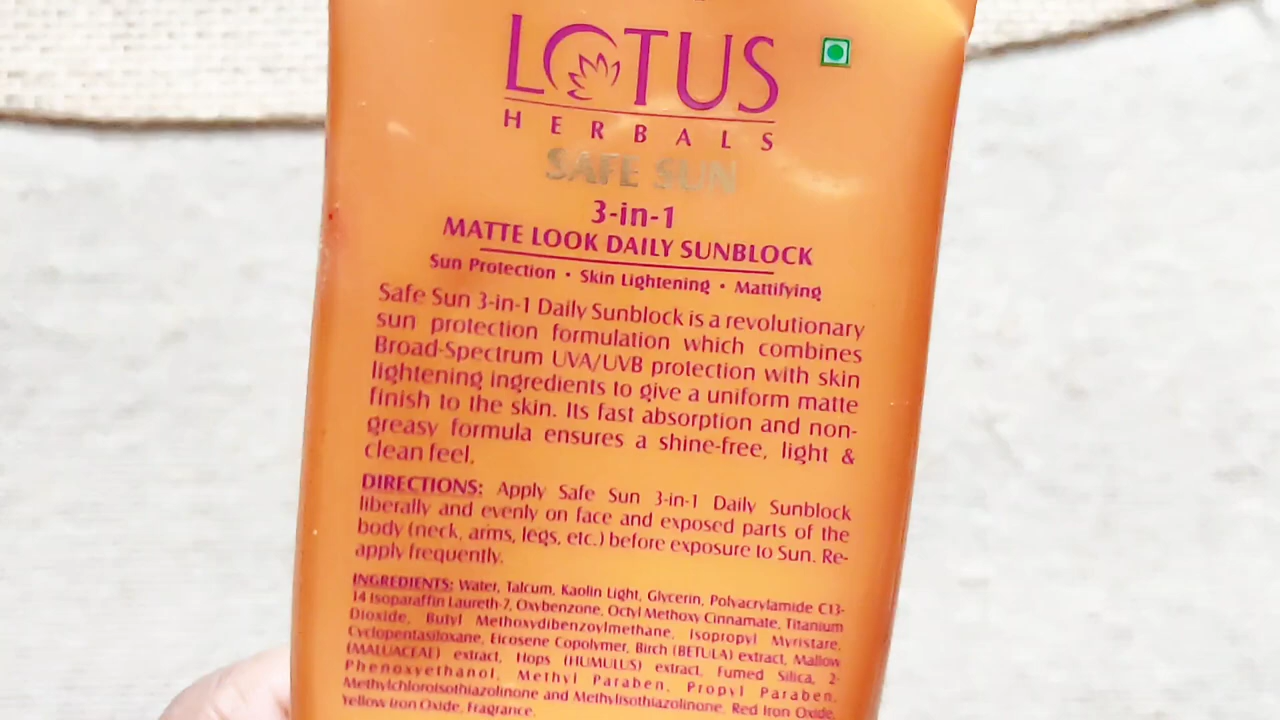 LOTUS
HERBALS
SAFE SUN
3-in-1
MATTE LOOK DAILY SUNBLOCK
Sun Protection • Skin Lightening • Mattifying
Safe Sun 3-in-1 Daily Sunblock is a revolutionary
sun protection formulation which combines
Broad-Spectrum UVA/UVB protection with skin
lightening ingredients to give a uniform matte
finish to the skin. Its fast absorption and non-
greasy formula ensures a shine-free, light &
clean feel.
DIRECTIONS: Apply Safe Sun 3-in-1 Daily Sunblock
liberally and evenly on face and exposed parts of the
body (neck, arms, legs, etc.) before exposure to Sun. Re-
apply frequently.
INGREDIENTS: Water, Talcum, Kaolin Light, Glycerin, Polyacrylamide C13-
14 Isoparaffin Laureth-7, Oxybenzone, Octyl Methoxy Cinnamate, Titanium
Dioxide, Butyl Methoxydibenzoylmethane, Isopropyl Myristare,
Cyclopentasiloxane, Eicosene Copolymer, Birch (BETULA) extract, Mallow
(MALUACEAE) extract, Hops (HUMULUS) extract, Fumed Silica, 2-
Phenoxyethanol, Methyl Paraben, Propyl Paraben,
Methylchloroisothiazolinone and Methylisothiazolinone, Red Iron Oxide,
Yellow Iron Oxide, Fragrance.